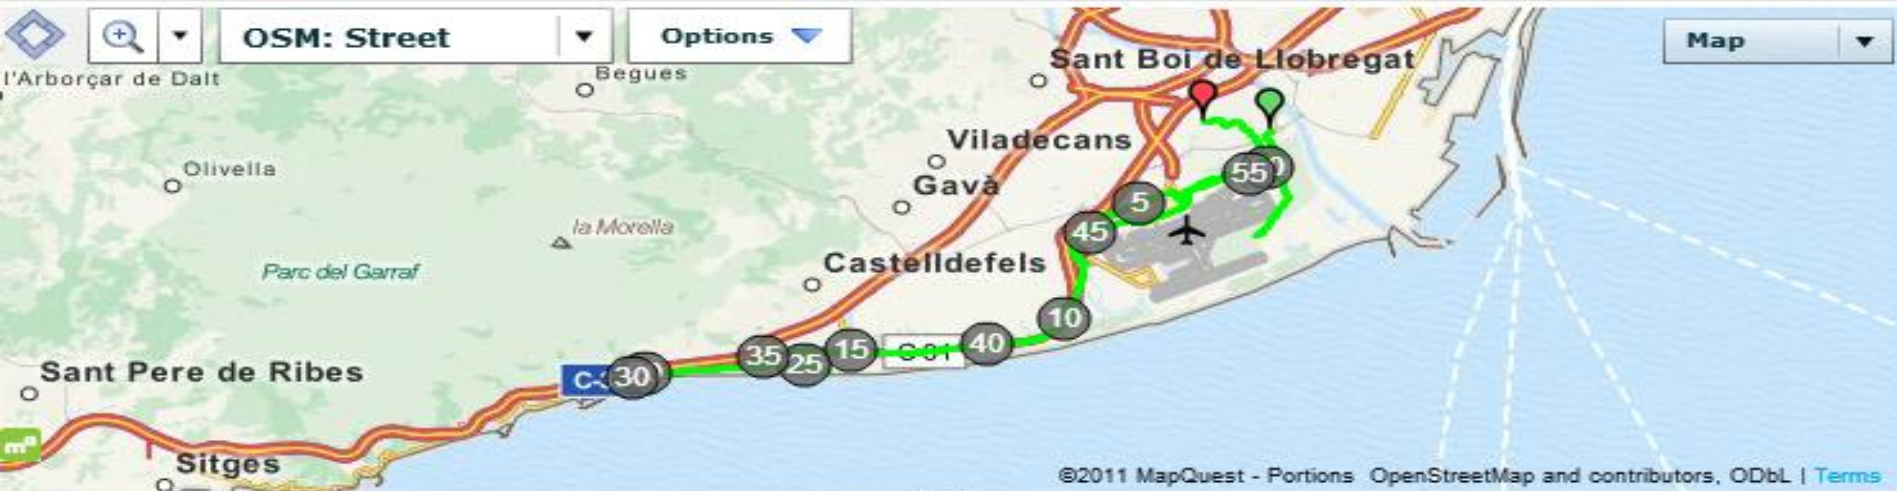 OSM: Street
Options
Map
l'Arborçar de Dalt
Begues
Sant Boi de Llobregat
Viladecans
Olivella
Gavà
5
55
45
la Morella
Parc del Garraf
Castelldefels
10
15
40
35
25
30
Sant Pere de Ribes
Sitges
©2011 MapQuest - Portions OpenStreetMap and contributors, ODbL | Terms